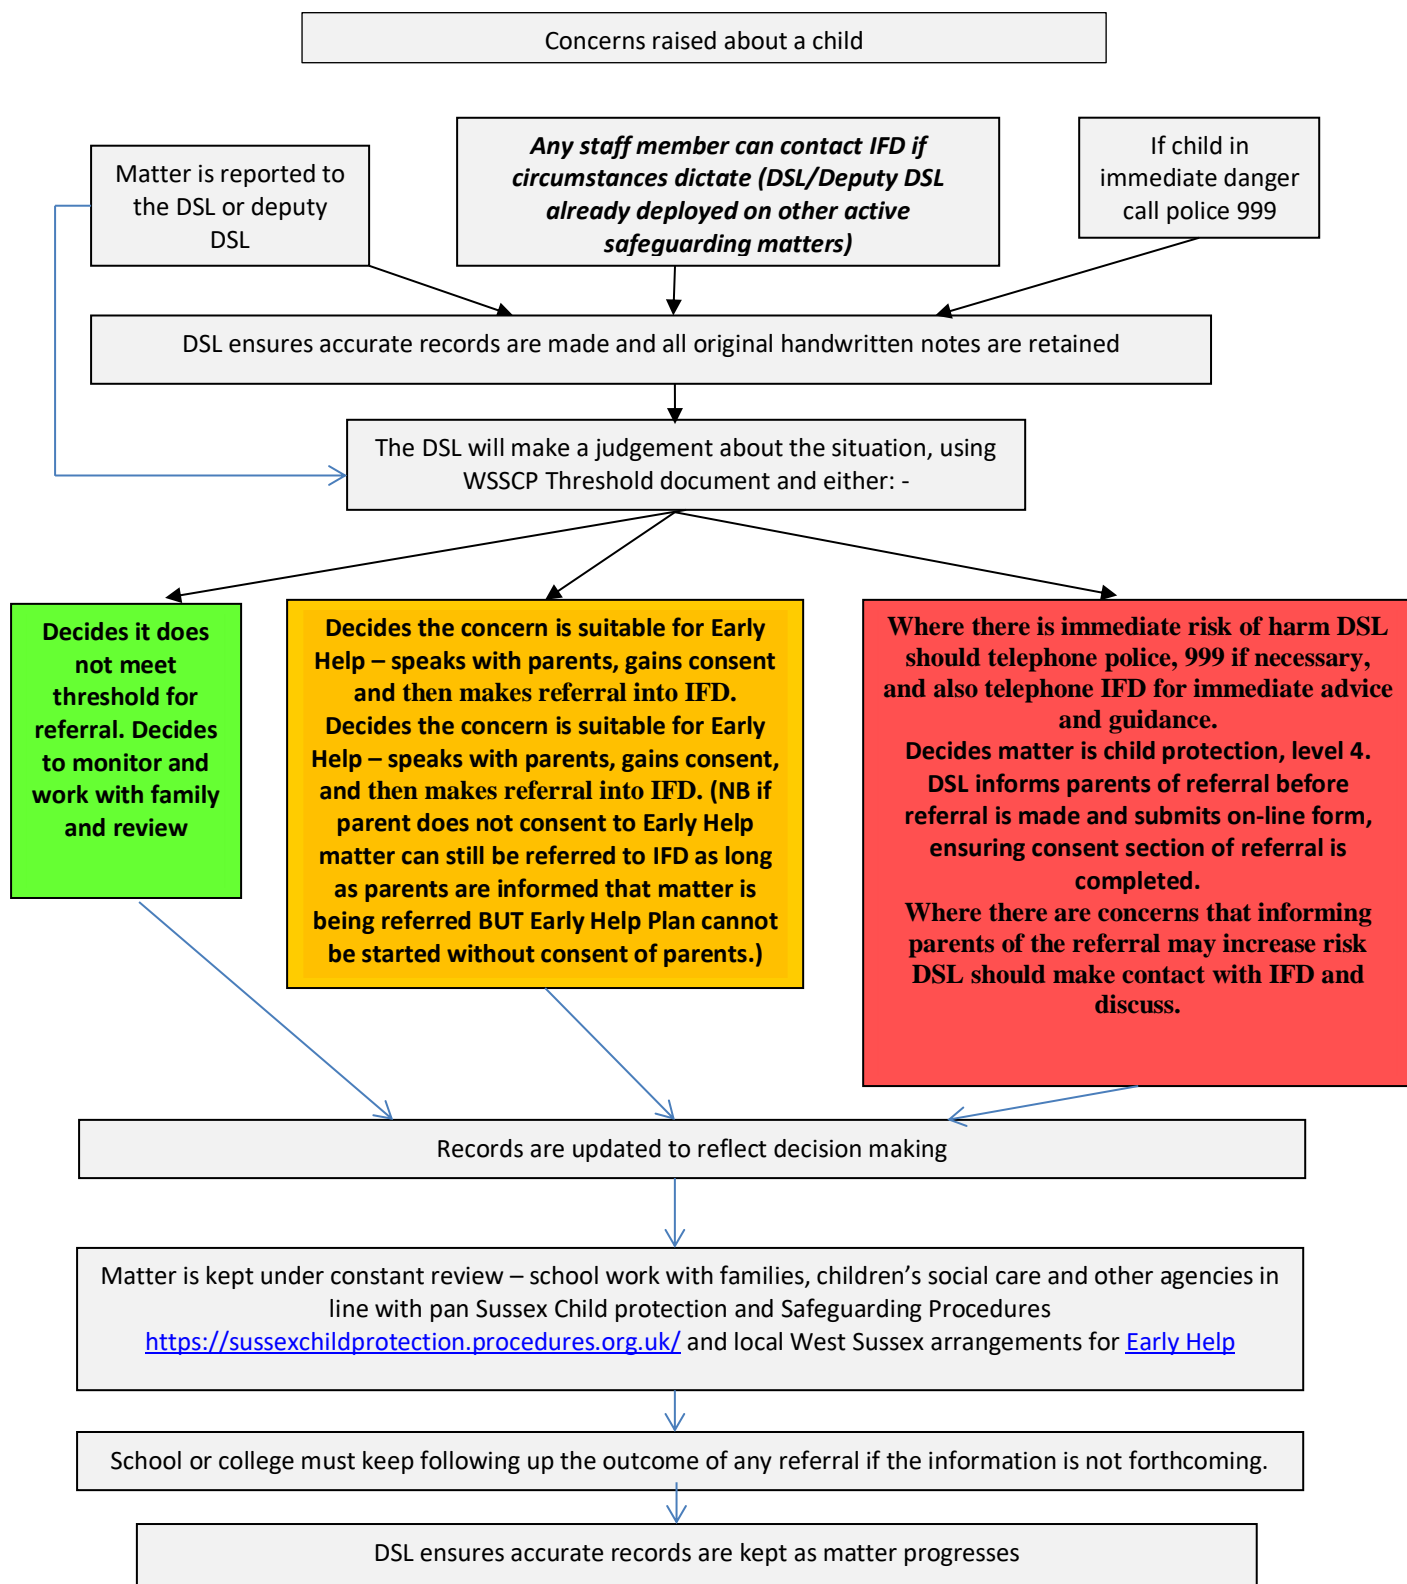 Concerns raised about a child
Matter is reported to
the DSL or deputy
DSL
Any staff member can contact IFD if
circumstances dictate (DSL/Deputy DSL
already deployed on other active
safeguarding matters)
If child in
immediate danger
call police 999
DSL ensures accurate records are made and all original handwritten notes are retained
The DSL will make a judgement about the situation, using
WSSCP Threshold document and either: -
Decides it does
not meet
threshold for
referral. Decides
to monitor and
work with family
and review
Decides the concern is suitable for Early
Help – speaks with parents, gains consent
and then makes referral into IFD.
Decides the concern is suitable for Early
Help – speaks with parents, gains consent,
and then makes referral into IFD. (NB if
parent does not consent to Early Help
matter can still be referred to IFD as long
as parents are informed that matter is
being referred BUT Early Help Plan cannot
be started without consent of parents.)
Where there is immediate risk of harm DSL
should telephone police, 999 if necessary,
and also telephone IFD for immediate advice
and guidance.
Decides matter is child protection, level 4.
DSL informs parents of referral before
referral is made and submits on-line form,
ensuring consent section of referral is
completed.
Where there are concerns that informing
parents of the referral may increase risk
DSL should make contact with IFD and
discuss.
Records are updated to reflect decision making
Matter is kept under constant review – school work with families, children’s social care and other agencies in
line with pan Sussex Child protection and Safeguarding Procedures
https://sussexchildprotection.procedures.org.uk/ and local West Sussex arrangements for Early Help
School or college must keep following up the outcome of any referral if the information is not forthcoming.
DSL ensures accurate records are kept as matter progresses